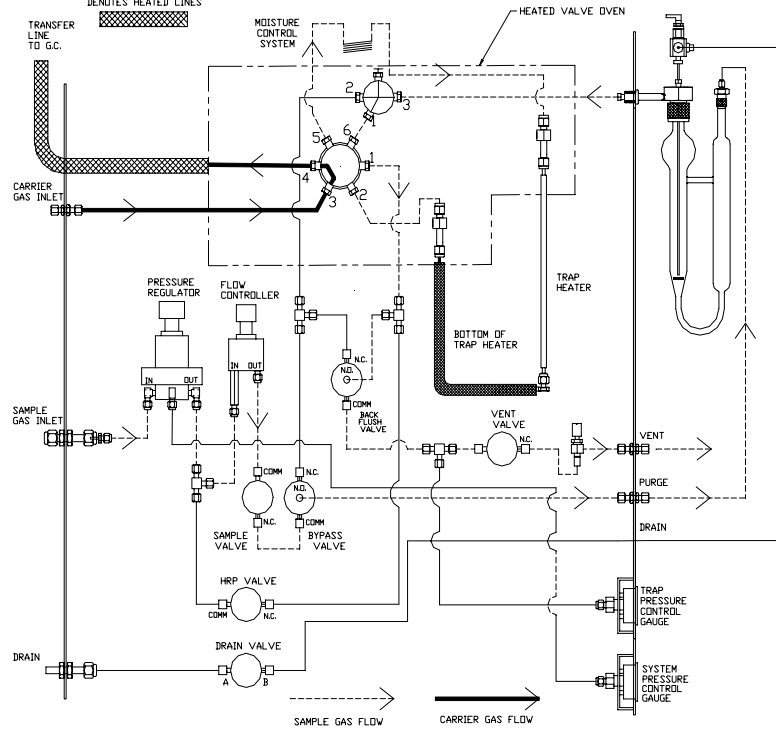 DENOTES HEATED LINES
TRANSFER
LINE
TO G.C.
MOISTURE
CONTROL
SYSTEM
HEATED VALVE OVEN
2
3
1
5
6
4
1
3
2
CARRIER
GAS INLET
PRESSURE
REGULATOR
FLOW
CONTROLLER
TRAP
HEATER
BOTTOM OF
TRAP HEATER
IN
OUT
IN
OUT
N.C.
N.O.
COMM
BACK
FLUSH
VALVE
SAMPLE
GAS INLET
VENT
VALVE
N.C.
VENT
COMM
N.C.
N.O.
PURGE
N.C.
COMM
SAMPLE
VALVE
BYPASS
VALVE
DRAIN
HRP VALVE
COMM
N.C.
TRAP
PRESSURE
CONTROL
GAUGE
DRAIN VALVE
DRAIN
A
B
SYSTEM
PRESSURE
CONTROL
GAUGE
SAMPLE GAS FLOW
CARRIER GAS FLOW